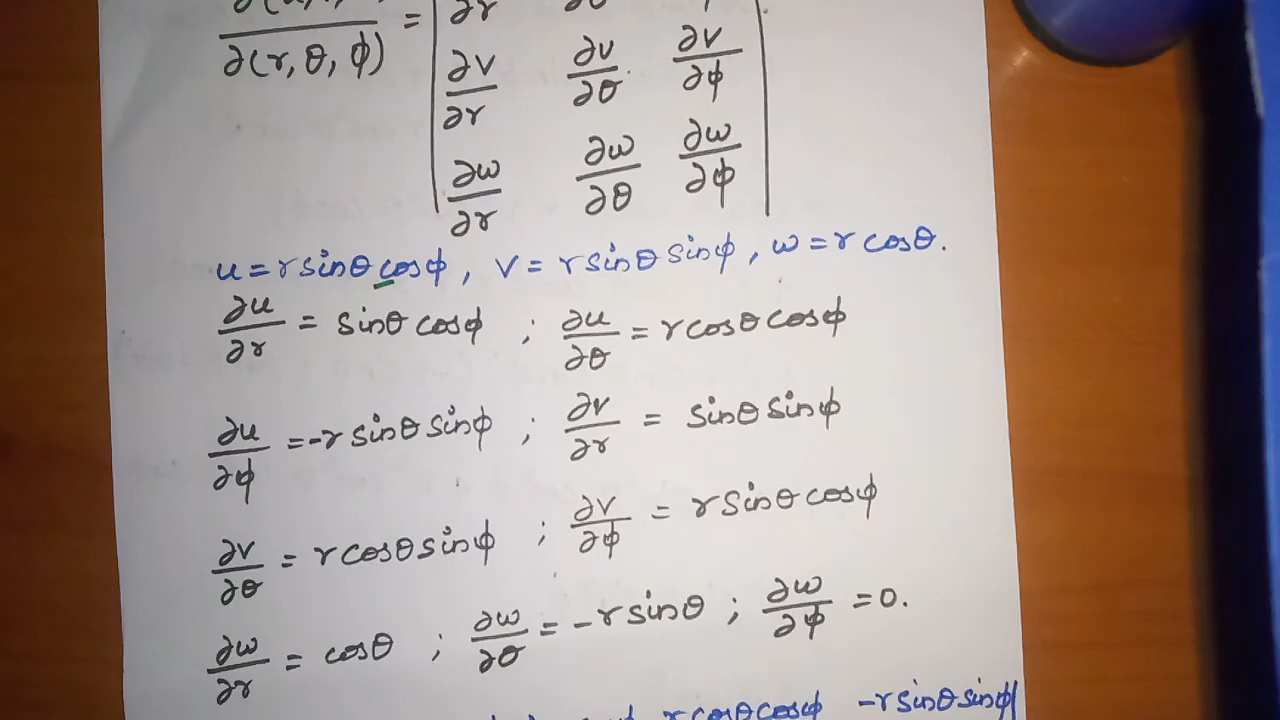 ∂(r, θ, ϕ) = | ∂r
∂v/∂r ∂v/∂θ ∂v/∂ϕ
∂w/∂r ∂w/∂θ ∂w/∂ϕ |
u = r sinθ cosϕ, v = r sinθ sinϕ, w = r cosθ.
∂u/∂r = sinθ cosϕ ; ∂u/∂θ = r cosθ cosϕ
∂u/∂ϕ = -r sinθ sinϕ ; ∂v/∂r = sinθ sinϕ
∂v/∂θ = r cosθ sinϕ ; ∂v/∂ϕ = r sinθ cosϕ
∂w/∂r = cosθ ; ∂w/∂θ = -r sinθ ; ∂w/∂ϕ = 0.
r cosθ cosϕ -r sinθ sinϕ|